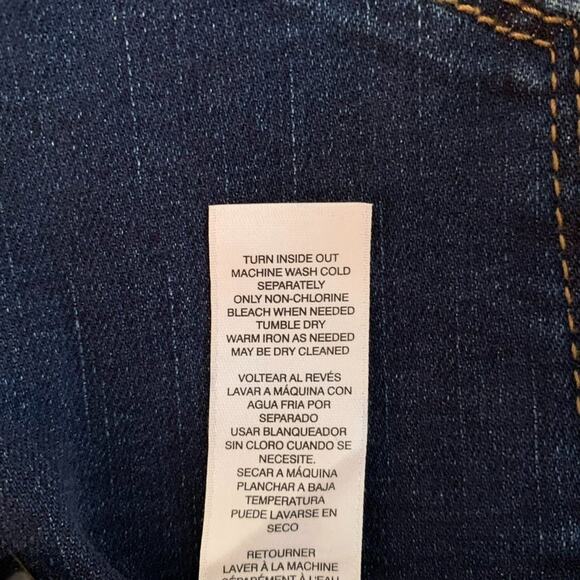 TURN INSIDE OUT
MACHINE WASH COLD
SEPARATELY
ONLY NON-CHLORINE
BLEACH WHEN NEEDED
TUMBLE DRY
WARM IRON AS NEEDED
MAY BE DRY CLEANED
VOLTEAR AL REVÉS
LAVAR A MÁQUINA CON
AGUA FRIA POR
SEPARADO
USAR BLANQUEADOR
SIN CLORO CUANDO SE
NECESITE.
SECAR A MÁQUINA
PLANCHAR A BAJA
TEMPERATURA
PUEDE LAVARSE EN
SECO
RETOURNER
LAVER À LA MACHINE
SÉPARÉMENT À L'EAU